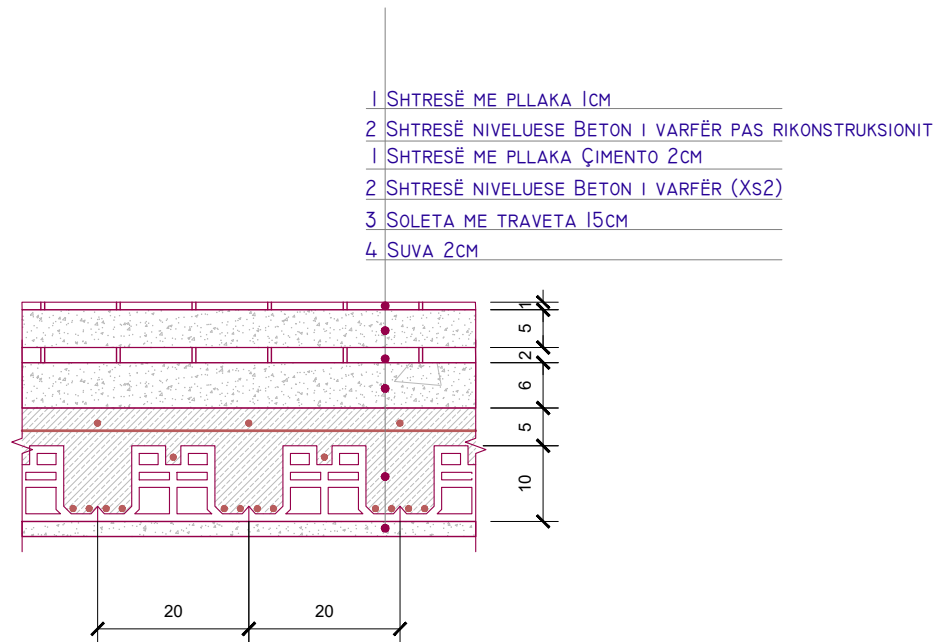 1 SHTRESË ME PLLAKA 1CM
2 SHTRESË NIVELUESE BETON I VARFËR PAS RIKONSTRUKSIONIT
1 SHTRESË ME PLLAKA ÇIMENTO 2CM
2 SHTRESË NIVELUESE BETON I VARFËR (XS2)
3 SOLETA ME TRAVETA 15CM
4 SUVA 2CM
1
5
2
6
5
10
20 20